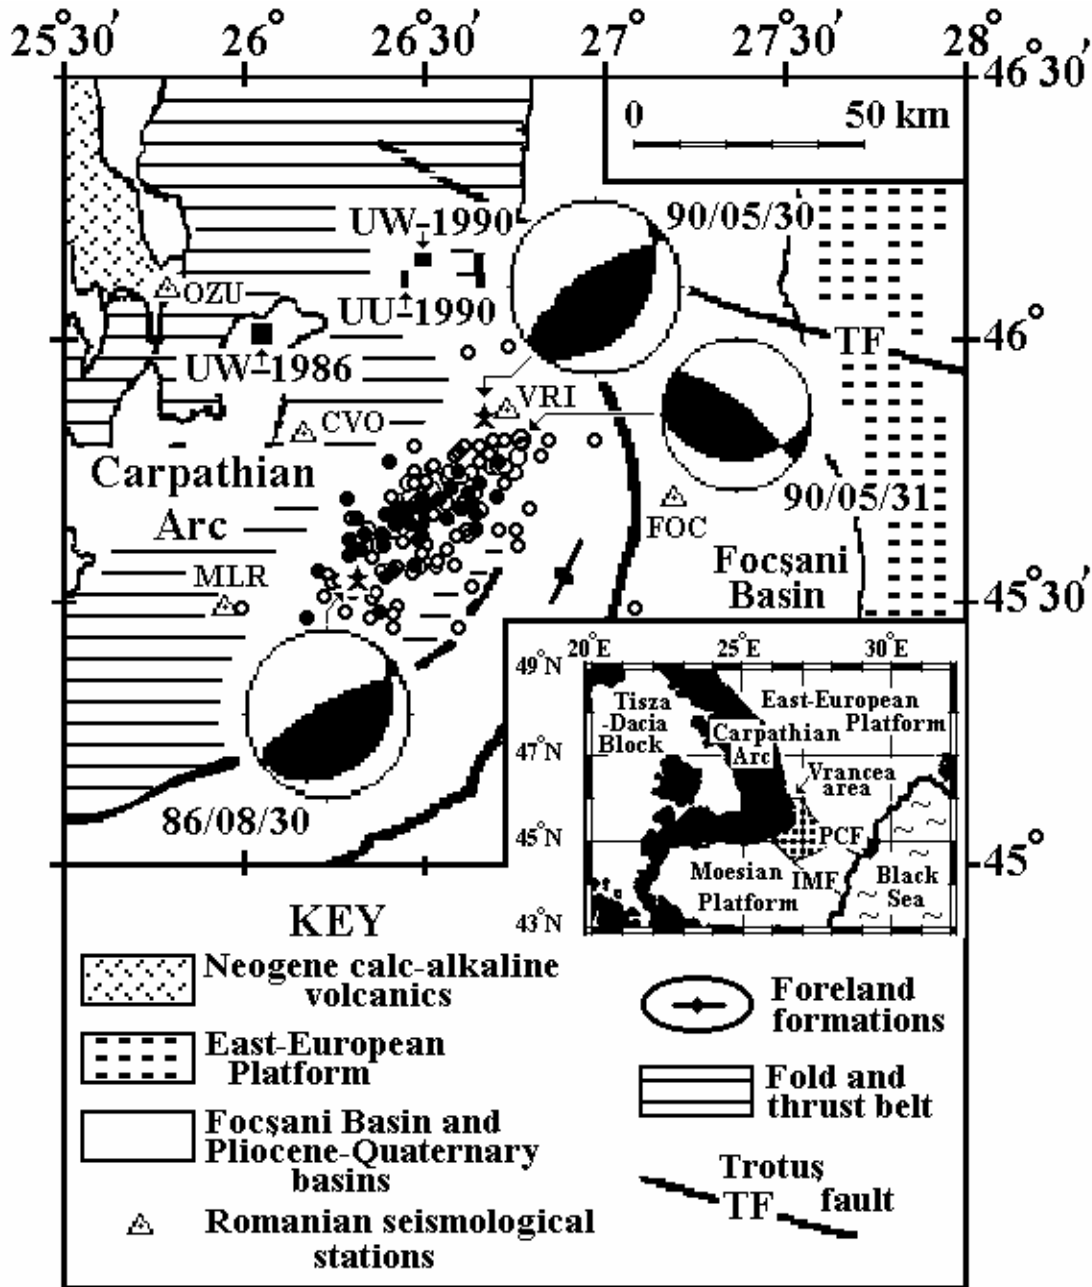 25°30′ 26° 26°30′ 27° 27°30′ 28°
46°30′
0 50 km
UW-1990
90/05/30
OZU
UU-1990
46°
TF
UW-1986
VRI
CVO
Carpathian
Arc
90/05/31
FOC
MLR
Focşani
Basin
45°30′
86/08/30
45°
20°E 25°E 30°E
49°N
47°N
45°N
43°N
Tisza
-Dacia
Block
East-European
Platform
Carpathian
Arc
Vrancea
area
PCF
IMF
Moesian
Platform
Black
Sea
KEY
Neogene calc-alkaline
volcanics
East-European
Platform
Focşani Basin and
Pliocene-Quaternary
basins
Romanian seismological
stations
Foreland
formations
Fold and
thrust belt
Trotuş
TF fault